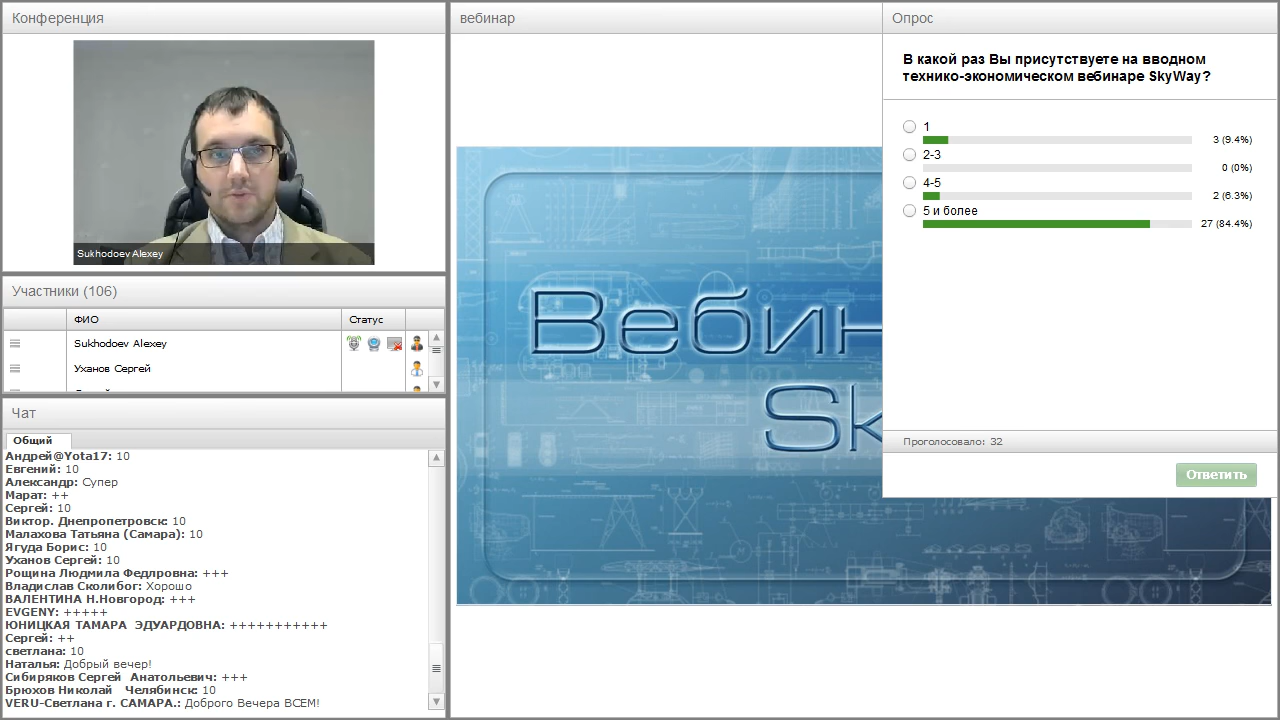 Конференция
Sukhodoev Alexey
Участники (106)
ФИО
Статус
Sukhodoev Alexey
Уханов Сергей
Чат
Общий
Андрей@Yota17: 10
Евгений: 10
Александр: Супер
Марат: ++
Сергей: 10
Виктор. Днепропетровск: 10
Малахова Татьяна (Самара): 10
Ягуда Борис: 10
Уханов Сергей: 10
Рощина Людмила Федлровна: +++
Владислав Сколибог: Хорошо
ВАЛЕНТИНА Н.Новгород: +++
EVGENY: +++++
ЮНИЦКАЯ ТАМАРА ЭДУАРДОВНА: +++++++++++
Сергей: ++
светлана: 10
Наталья: Добрый вечер!
Сибиряков Сергей Анатольевич: +++
Брюхов Николай Челябинск: 10
VERU-Светлана г. САМАРА.: Доброго Вечера ВСЕМ!
вебинар
Вебин
Sk
Опрос
В какой раз Вы присутствуете на вводном
технико-экономическом вебинаре SkyWay?
1
3 (9.4%)
2-3
0 (0%)
4-5
2 (6.3%)
5 и более
27 (84.4%)
Проголосовало: 32
Ответить